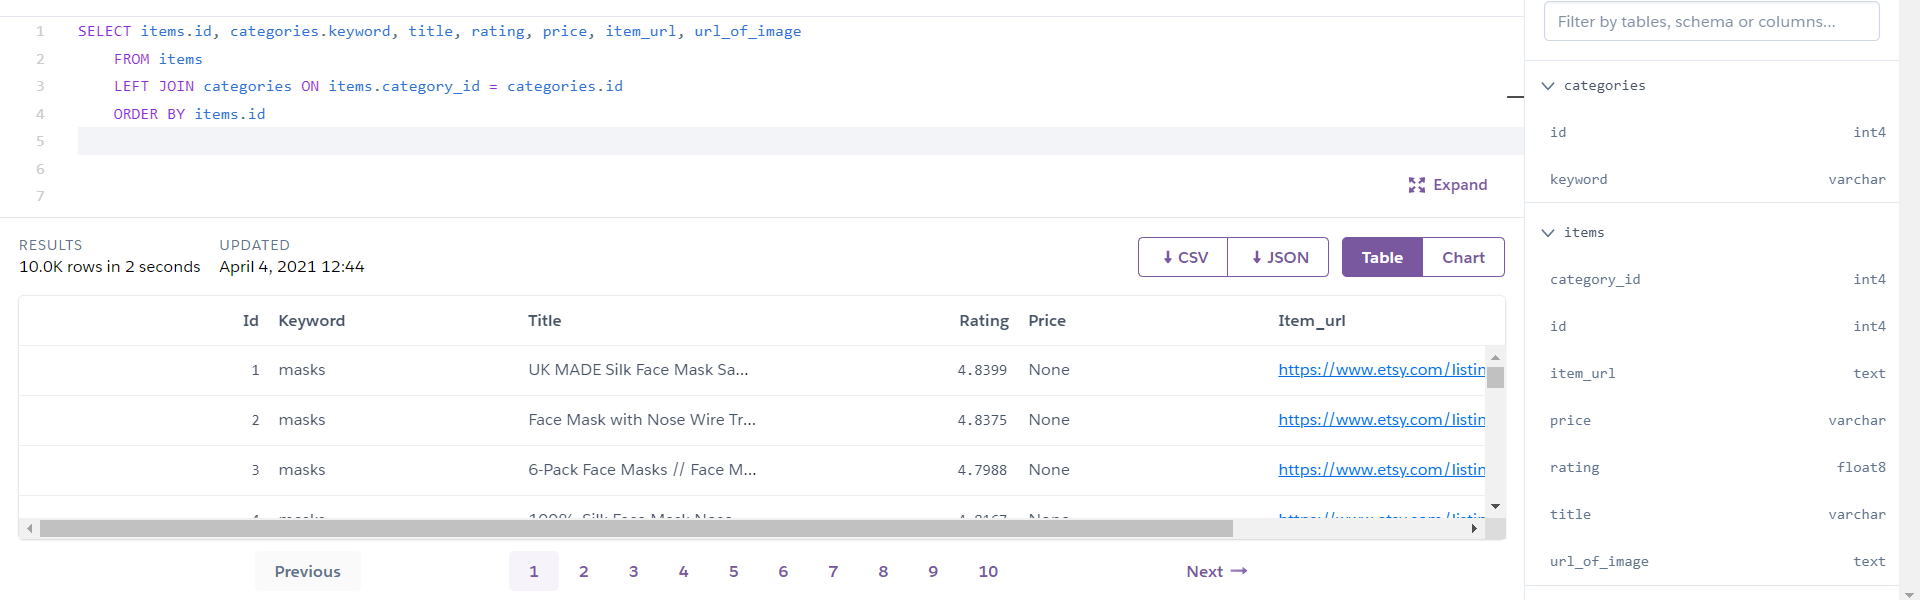 1 SELECT items.id, categories.keyword, title, rating, price, item_url, url_of_image
2 FROM items
3 LEFT JOIN categories ON items.category_id = categories.id
4 ORDER BY items.id
5
6
7
Expand
RESULTS
10.0K rows in 2 seconds
UPDATED
April 4, 2021 12:44
CSV JSON Table Chart
Id Keyword Title Rating Price Item_url
1 masks UK MADE Silk Face Mask Sa... 4.8399 None https://www.etsy.com/listin
2 masks Face Mask with Nose Wire Tr... 4.8375 None https://www.etsy.com/listin
3 masks 6-Pack Face Masks // Face M... 4.7988 None https://www.etsy.com/listin
Previous 1 2 3 4 5 6 7 8 9 10 Next
Filter by tables, schema or columns...
categories
id int4
keyword varchar
items
category_id int4
id int4
item_url text
price varchar
rating float8
title varchar
url_of_image text